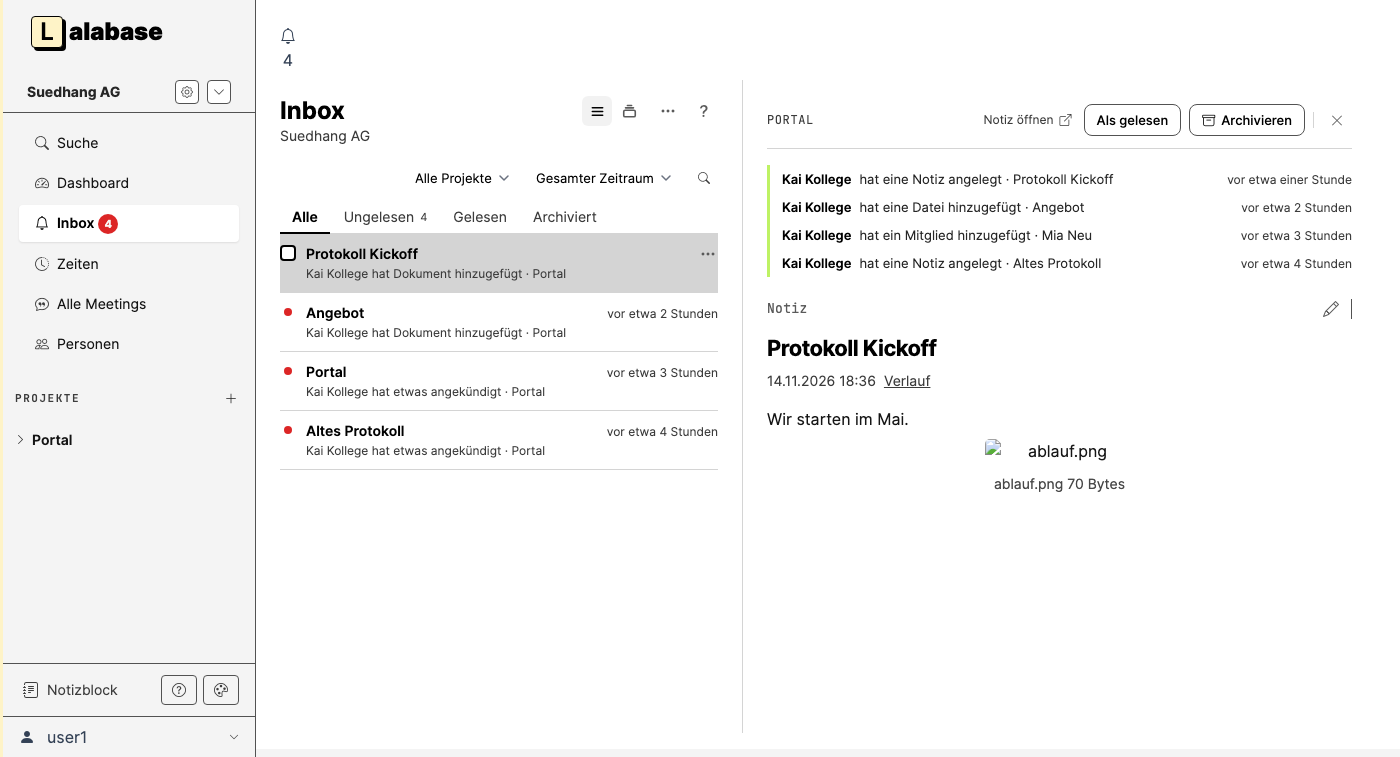 Lalabase
Suedhang AG
Suche
Dashboard
Inbox 4
Zeiten
Alle Meetings
Personen
PROJEKTE
Portal
Notizblock
user1
4
Inbox
Suedhang AG
?
Alle Projekte
Gesamter Zeitraum
Alle Ungelesen 4 Gelesen Archiviert
Protokoll Kickoff
Kai Kollege hat Dokument hinzugefügt · Portal
Angebot vor etwa 2 Stunden
Kai Kollege hat Dokument hinzugefügt · Portal
Portal vor etwa 3 Stunden
Kai Kollege hat etwas angekündigt · Portal
Altes Protokoll vor etwa 4 Stunden
Kai Kollege hat etwas angekündigt · Portal
PORTAL Notiz öffnen Als gelesen Archivieren
Kai Kollege hat eine Notiz angelegt · Protokoll Kickoff vor etwa einer Stunde
Kai Kollege hat eine Datei hinzugefügt · Angebot vor etwa 2 Stunden
Kai Kollege hat ein Mitglied hinzugefügt · Mia Neu vor etwa 3 Stunden
Kai Kollege hat eine Notiz angelegt · Altes Protokoll vor etwa 4 Stunden
Notiz
Protokoll Kickoff
14.11.2026 18:36 Verlauf
Wir starten im Mai.
ablauf.png
ablauf.png 70 Bytes